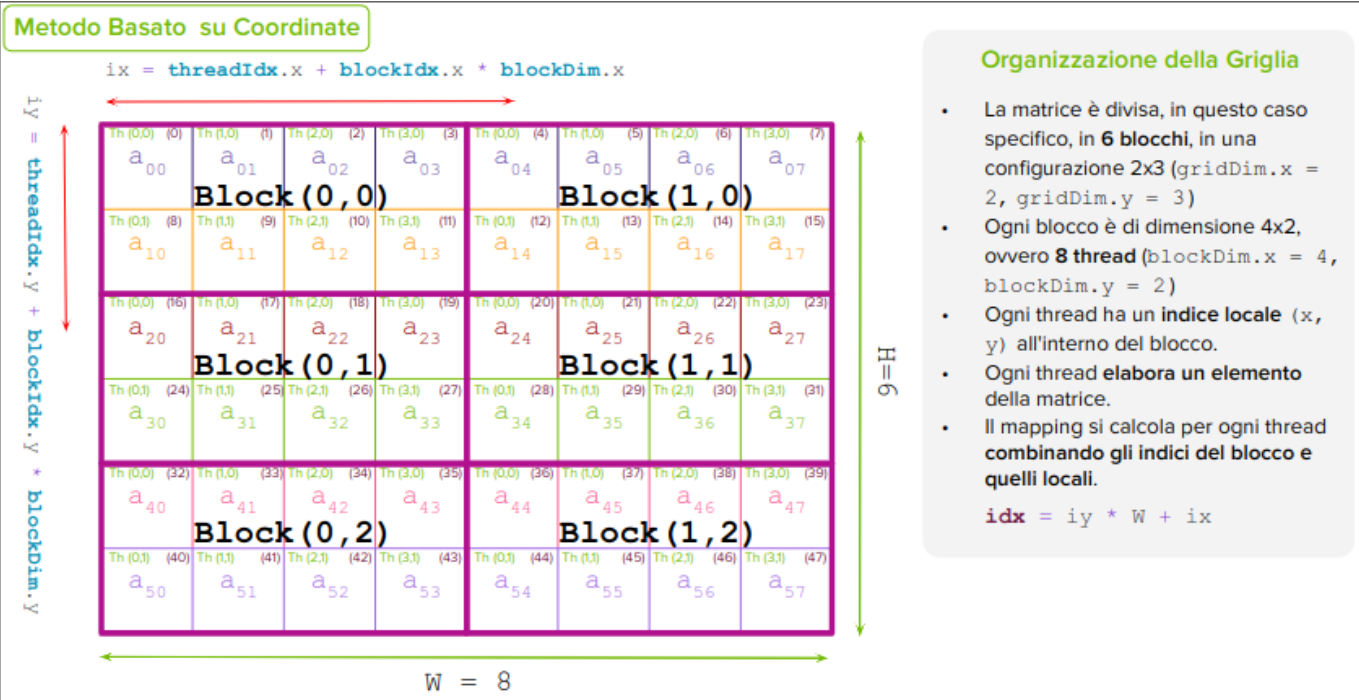 Metodo Basato su Coordinate
ix = threadIdx.x + blockIdx.x * blockDim.x
iy = threadIdx.y + blockIdx.y * blockDim.y
Th (0,0) (0) Th (1,0) (1) Th (2,0) (2) Th (3,0) (3) Th (0,0) (4) Th (1,0) (5) Th (2,0) (6) Th (3,0) (7)
a00 a01 a02 a03 a04 a05 a06 a07
Block(0,0) Block(1,0)
Th (0,1) (8) Th (1,1) (9) Th (2,1) (10) Th (3,1) (11) Th (0,1) (12) Th (1,1) (13) Th (2,1) (14) Th (3,1) (15)
a10 a11 a12 a13 a14 a15 a16 a17
Th (0,0) (16) Th (1,0) (17) Th (2,0) (18) Th (3,0) (19) Th (0,0) (20) Th (1,0) (21) Th (2,0) (22) Th (3,0) (23)
a20 a21 a22 a23 a24 a25 a26 a27
Block(0,1) Block(1,1)
Th (0,1) (24) Th (1,1) (25) Th (2,1) (26) Th (3,1) (27) Th (0,1) (28) Th (1,1) (29) Th (2,1) (30) Th (3,1) (31)
a30 a31 a32 a33 a34 a35 a36 a37
Th (0,0) (32) Th (1,0) (33) Th (2,0) (34) Th (3,0) (35) Th (0,0) (36) Th (1,0) (37) Th (2,0) (38) Th (3,0) (39)
a40 a41 a42 a43 a44 a45 a46 a47
Block(0,2) Block(1,2)
Th (0,1) (40) Th (1,1) (41) Th (2,1) (42) Th (3,1) (43) Th (0,1) (44) Th (1,1) (45) Th (2,1) (46) Th (3,1) (47)
a50 a51 a52 a53 a54 a55 a56 a57
H=6
W = 8
Organizzazione della Griglia
• La matrice è divisa, in questo caso
specifico, in 6 blocchi, in una
configurazione 2x3 (gridDim.x =
2, gridDim.y = 3)
• Ogni blocco è di dimensione 4x2,
ovvero 8 thread (blockDim.x = 4,
blockDim.y = 2)
• Ogni thread ha un indice locale (x,
y) all'interno del blocco.
• Ogni thread elabora un elemento
della matrice.
• Il mapping si calcola per ogni thread
combinando gli indici del blocco e
quelli locali.
idx = iy * W + ix